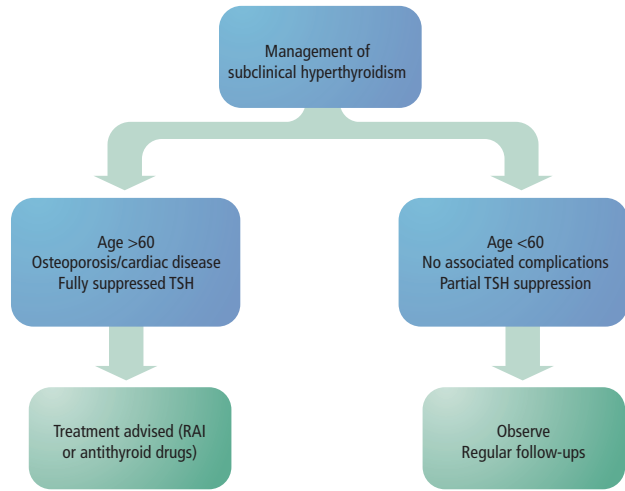 Management of
subclinical hyperthyroidism
Age >60
Osteoporosis/cardiac disease
Fully suppressed TSH
Age <60
No associated complications
Partial TSH suppression
Treatment advised (RAI
or antithyroid drugs)
Observe
Regular follow-ups